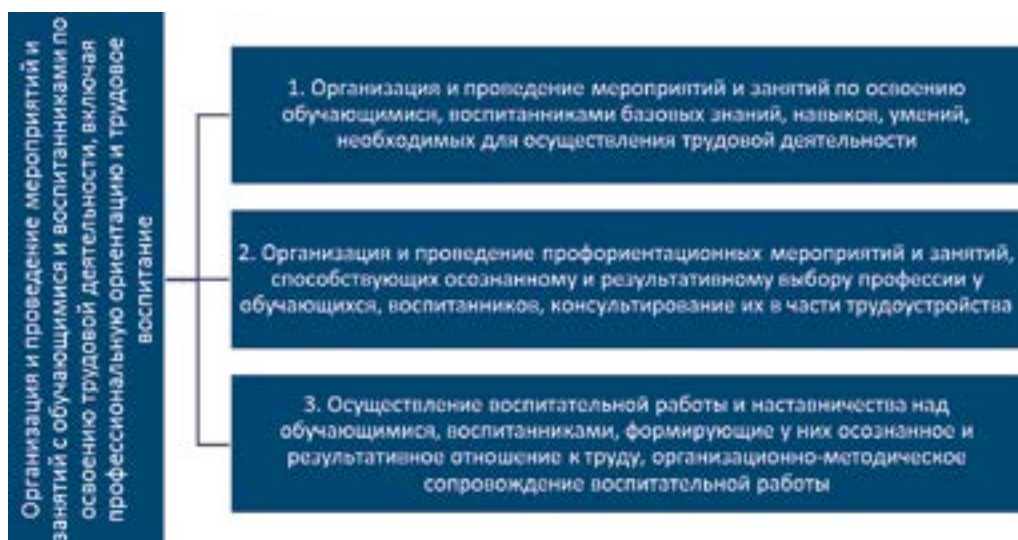 Организация и проведение мероприятий и
занятий с обучающимися и воспитанниками по
освоению трудовой деятельности, включая
профессиональную ориентацию и трудовое
воспитание
1. Организация и проведение мероприятий и занятий по освоению
обучающимися, воспитанниками базовых знаний, навыков, умений,
необходимых для осуществления трудовой деятельности
2. Организация и проведение профориентационных мероприятий и занятий,
способствующих осознанному и результативному выбору профессии у
обучающихся, воспитанников, консультирование их в части трудоустройства
3. Осуществление воспитательной работы и наставничества над
обучающимися, воспитанниками, формирующие у них осознанное и
результативное отношение к труду, организационно-методическое
сопровождение воспитательной работы